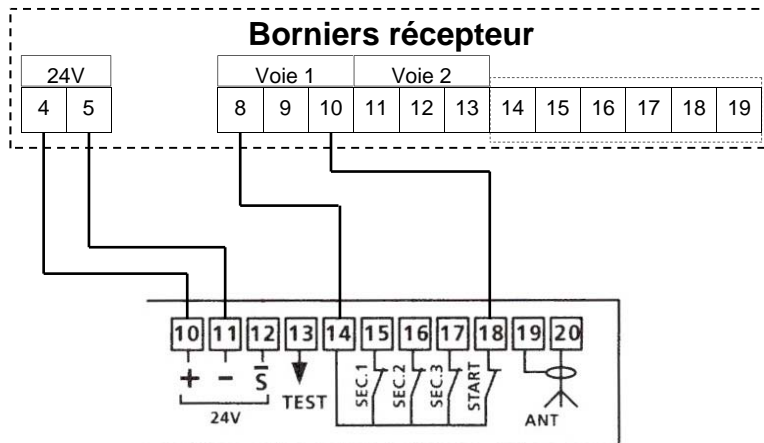 Borniers récepteur
24V Voie 1 Voie 2
4 5 8 9 10 11 12 13 14 15 16 17 18 19
10 11 12 13 14 15 16 17 18 19 20
+ - S̅ TEST SEC.1 SEC.2 SEC.3 START ANT
24V